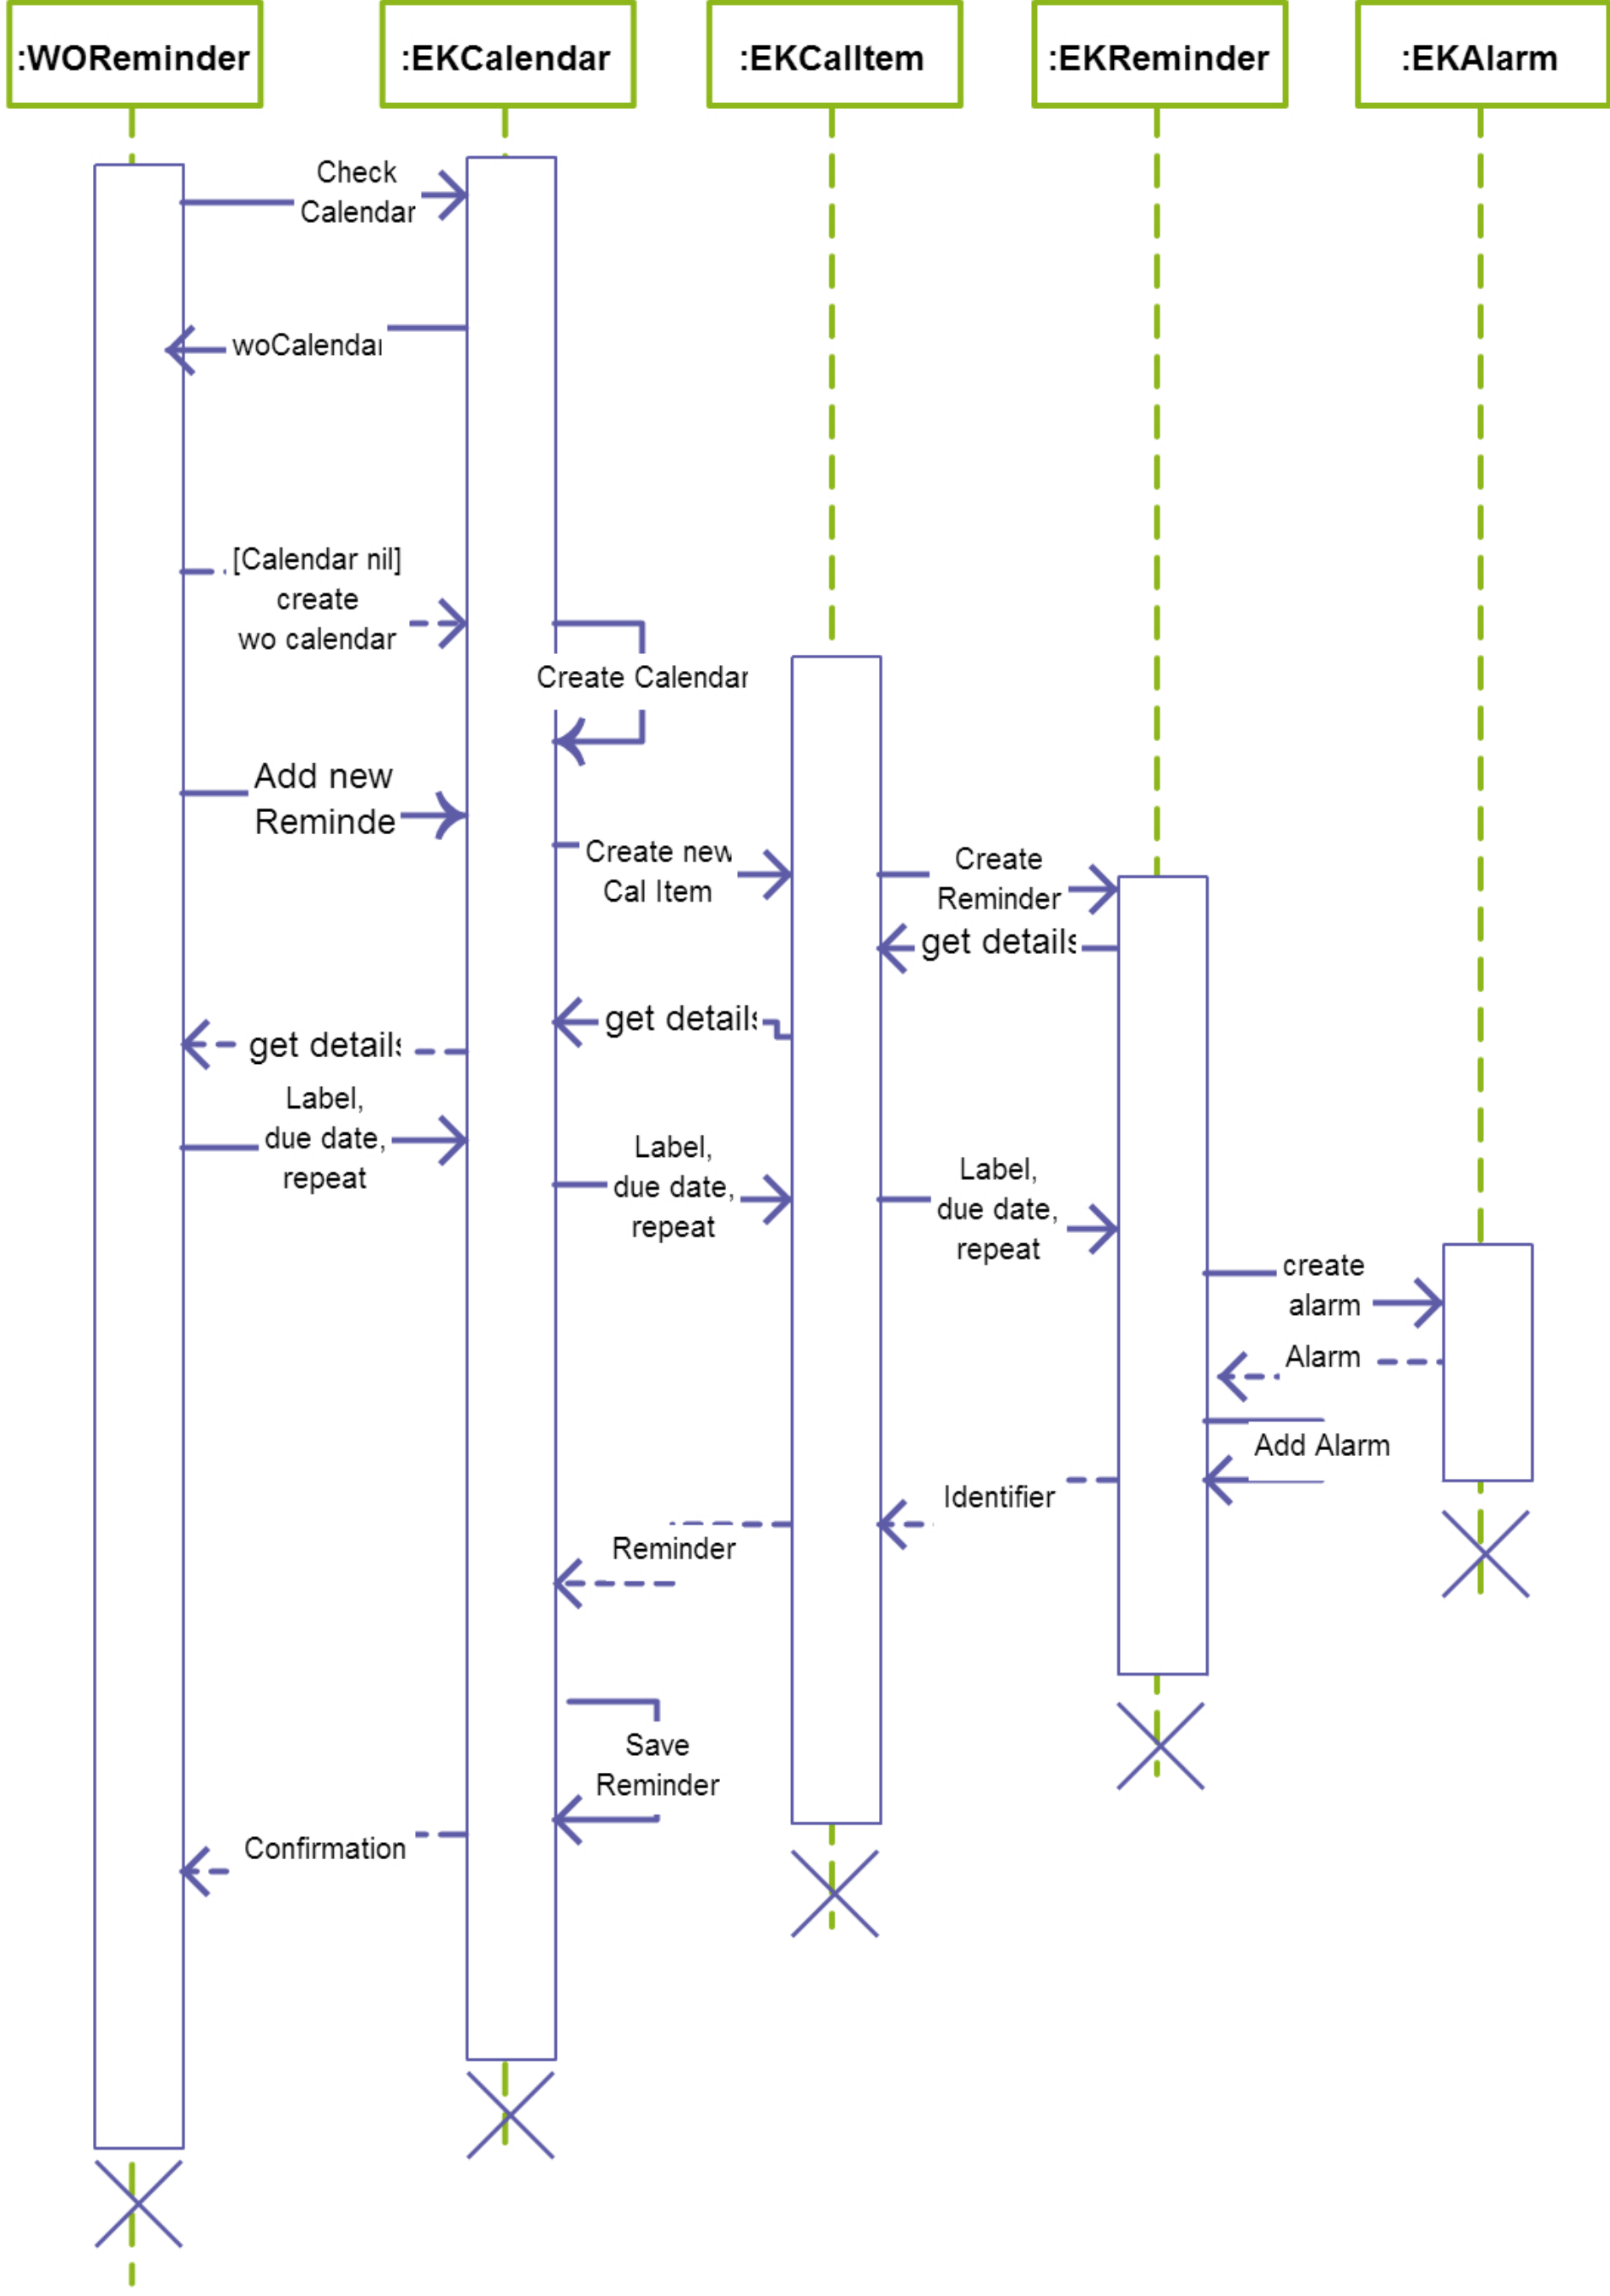 :WOReminder
:EKCalendar
:EKCalItem
:EKReminder
:EKAlarm
Check
Calendar
woCalendar
[Calendar nil]
create
wo calendar
Create Calendar
Add new
Reminde
Create new
Cal Item
Create
Reminder
get details
get details
get details
Label,
due date,
repeat
Label,
due date,
repeat
Label,
due date,
repeat
create
alarm
Alarm
Add Alarm
Identifier
Reminder
Save
Reminder
Confirmation